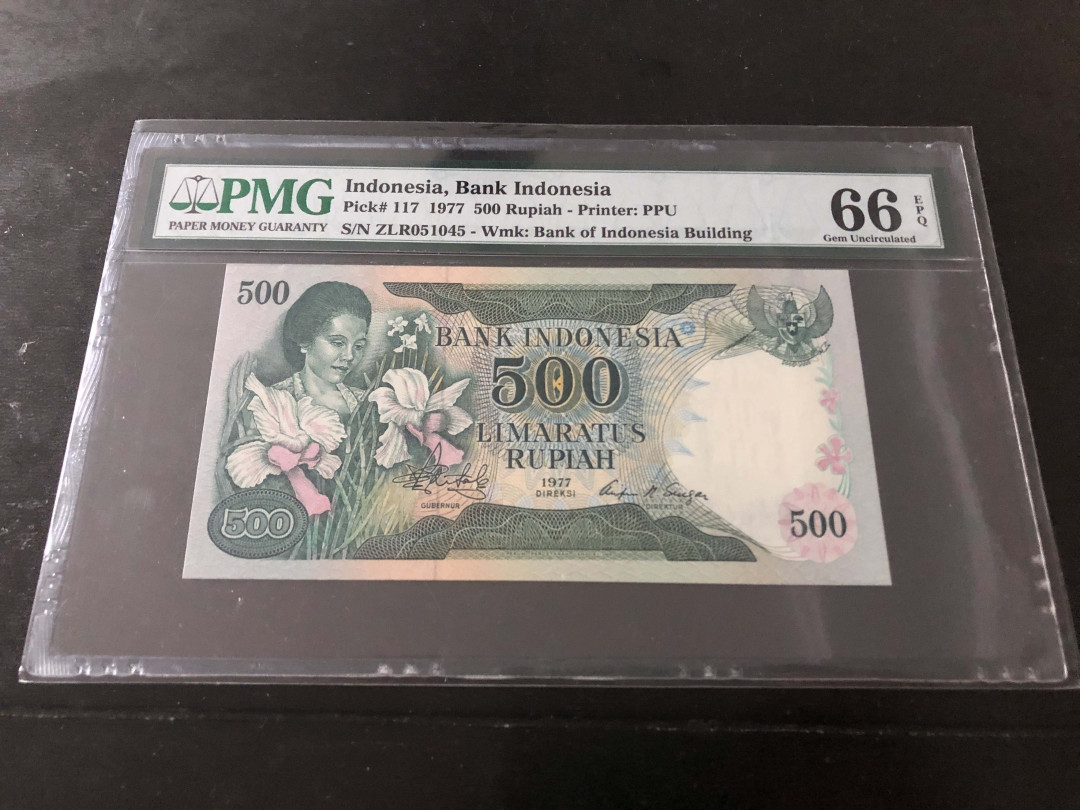 PMG
PAPER MONEY GUARANTY
Indonesia, Bank Indonesia
Pick# 117 1977 500 Rupiah - Printer: PPU
S/N ZLR051045 - Wmk: Bank of Indonesia Building
66
EPQ
Gem Uncirculated
500
BANK INDONESIA
500
LIMARATUS
RUPIAH
1977
DIREKSI
GUBERNUR
DIREKTUR
500
500